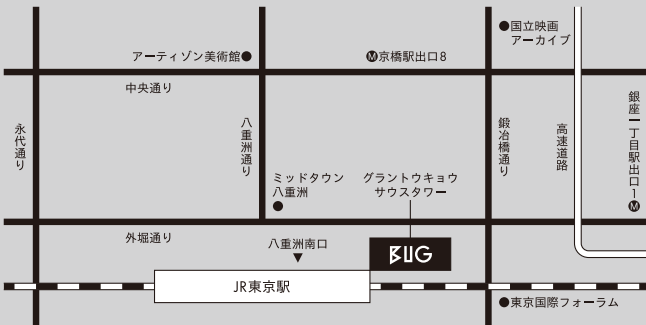 国立映画
アーカイブ
アーティゾン美術館
M京橋駅出口8
中央通り
永代通り
八重洲通り
鍛冶橋通り
高速道路
銀座一丁目駅出口1M
ミッドタウン
八重洲
グラントウキョウ
サウスタワー
外堀通り
八重洲南口
BUG
JR東京駅
東京国際フォーラム